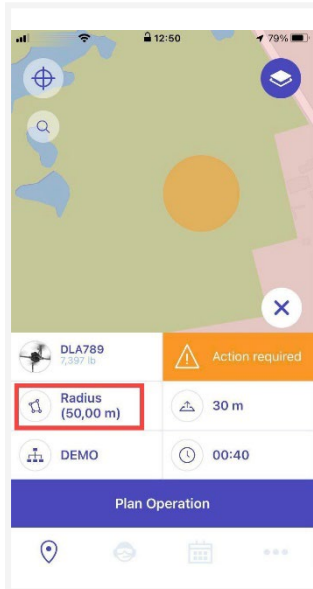 12:50
79%
DLA789
7,397 lb
Action required
Radius
(50,00 m)
30 m
DEMO
00:40
Plan Operation